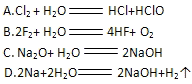 A.Cl₂ + H₂O══HCl+HClO
B.2F₂+ H₂O══4HF+ O₂
C. Na₂O+ H₂O══2NaOH
D.2Na+2H₂O══2NaOH+H₂↑